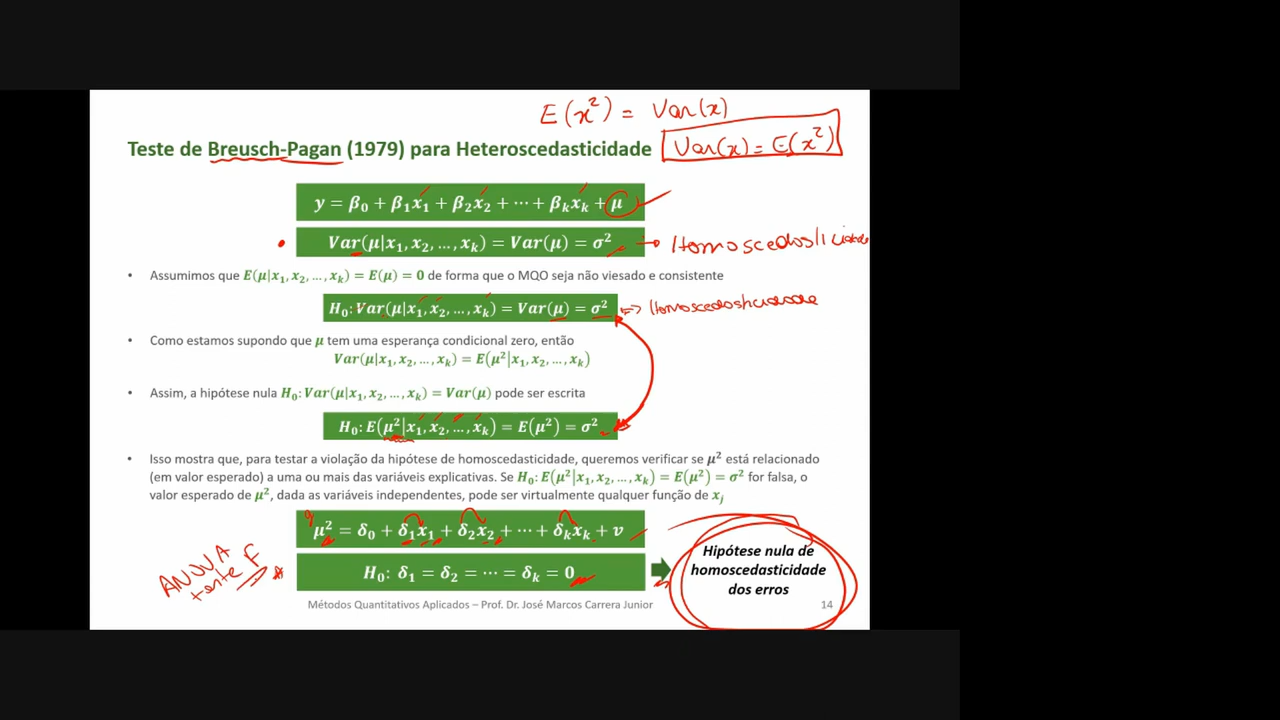 E(x²) = Var(x)
Teste de Breusch-Pagan (1979) para Heteroscedasticidade
Var(x) = E(x²)
y = β₀ + β₁x₁ + β₂x₂ + ⋯ + βₖxₖ + μ
Var(μ|x₁, x₂, …, xₖ) = Var(μ) = σ² → Homoscedasticidade
• Assumimos que E(μ|x₁, x₂, …, xₖ) = E(μ) = 0 de forma que o MQO seja não viesado e consistente
H₀: Var(μ|x₁, x₂, …, xₖ) = Var(μ) = σ² => Homoscedasticidade
• Como estamos supondo que μ tem uma esperança condicional zero, então
Var(μ|x₁, x₂, …, xₖ) = E(μ²|x₁, x₂, …, xₖ)
• Assim, a hipótese nula H₀: Var(μ|x₁, x₂, …, xₖ) = Var(μ) pode ser escrita
H₀: E(μ²|x₁, x₂, …, xₖ) = E(μ²) = σ²
• Isso mostra que, para testar a violação da hipótese de homoscedasticidade, queremos verificar se μ² está relacionado
(em valor esperado) a uma ou mais das variáveis explicativas. Se H₀: E(μ²|x₁, x₂, …, xₖ) = E(μ²) = σ² for falsa, o
valor esperado de μ², dada as variáveis independentes, pode ser virtualmente qualquer função de xⱼ
μ² = δ₀ + δ₁x₁ + δ₂x₂ + ⋯ + δₖxₖ + v
ANOVA
teste F
H₀: δ₁ = δ₂ = ⋯ = δₖ = 0
Hipótese nula de
homoscedasticidade
dos erros
Métodos Quantitativos Aplicados – Prof. Dr. José Marcos Carrera Junior
14